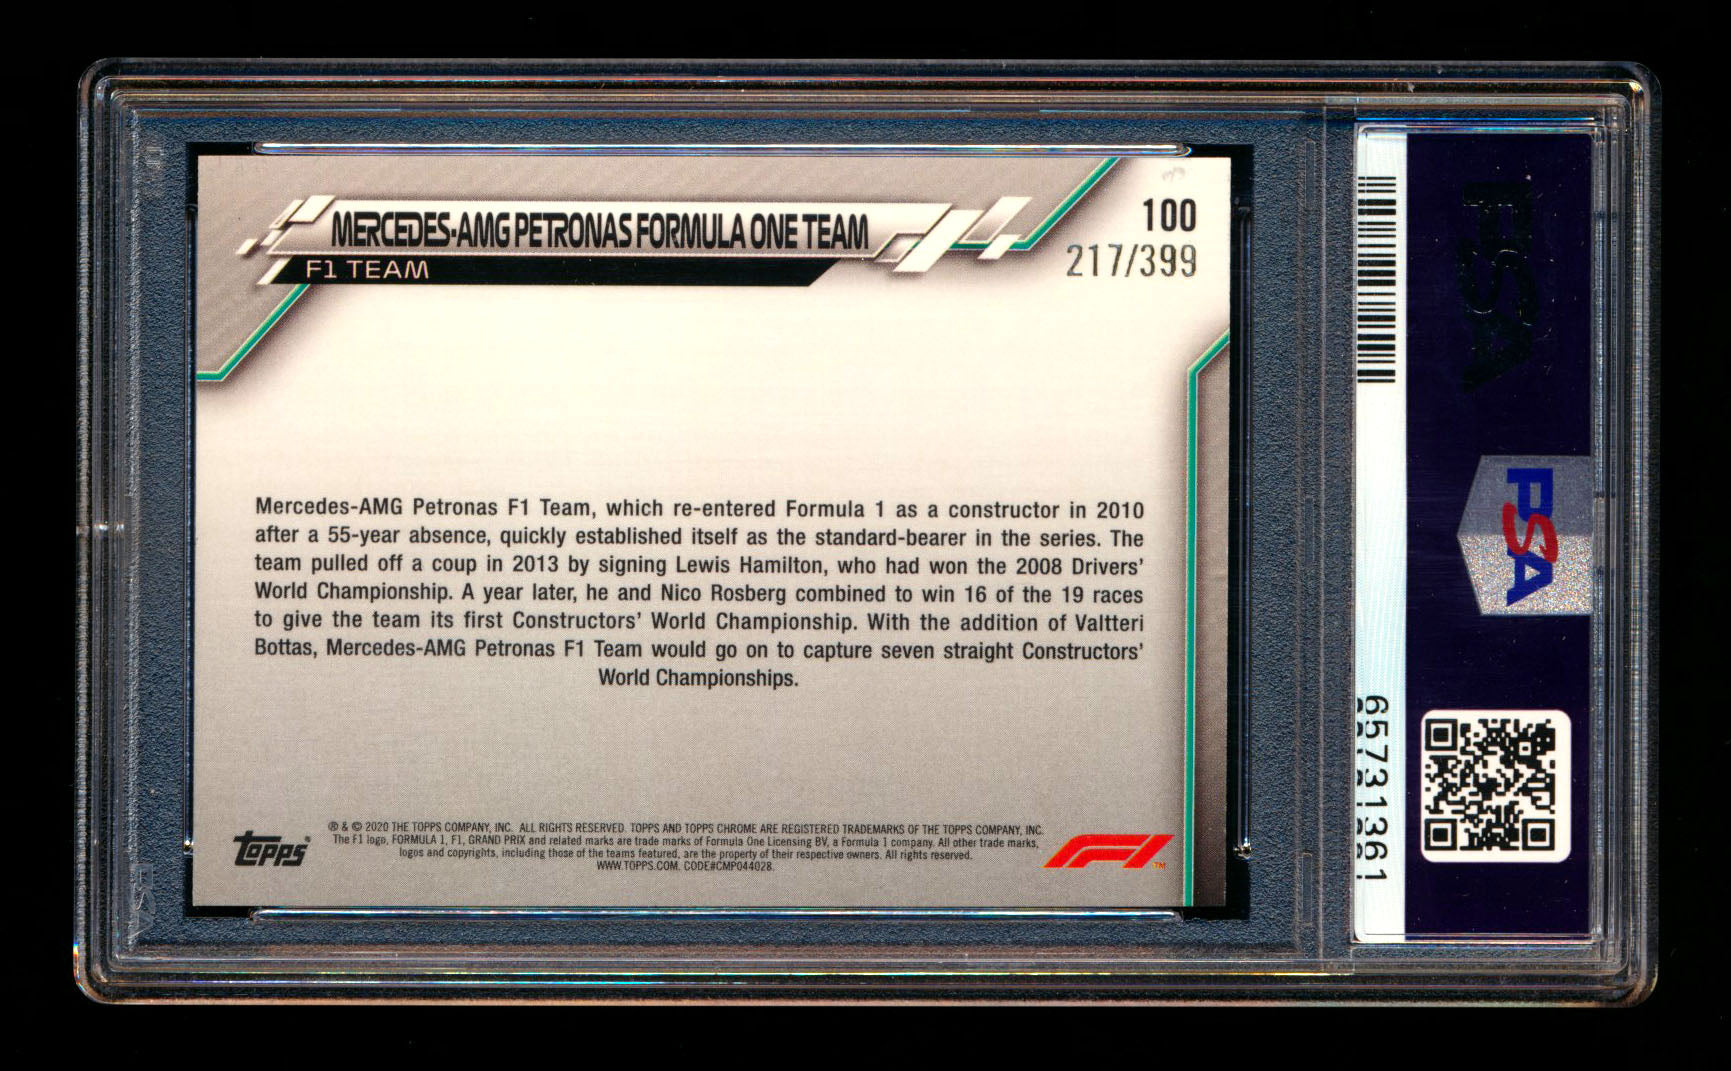 MERCEDES-AMG PETRONAS FORMULA ONE TEAM
F1 TEAM
100
217/399
Mercedes-AMG Petronas F1 Team, which re-entered Formula 1 as a constructor in 2010
after a 55-year absence, quickly established itself as the standard-bearer in the series. The
team pulled off a coup in 2013 by signing Lewis Hamilton, who had won the 2008 Drivers'
World Championship. A year later, he and Nico Rosberg combined to win 16 of the 19 races
to give the team its first Constructors' World Championship. With the addition of Valtteri
Bottas, Mercedes-AMG Petronas F1 Team would go on to capture seven straight Constructors'
World Championships.
topps
® & © 2020 THE TOPPS COMPANY, INC. ALL RIGHTS RESERVED. TOPPS AND TOPPS CHROME ARE REGISTERED TRADEMARKS OF THE TOPPS COMPANY, INC.
The F1 logo, FORMULA 1, F1, GRAND PRIX and related marks are trade marks of Formula One Licensing BV, a Formula 1 company. All other trade marks,
logos and copyrights, including those of the teams featured, are the property of their respective owners. All rights reserved.
WWW.TOPPS.COM. CODE#CMP044028
F1 ™
PSA
PSA
65731361
PSA